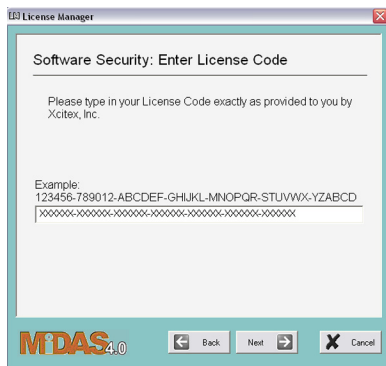 License Manager
Software Security: Enter License Code
Please type in your License Code exactly as provided to you by
Xcitex, Inc.
Example:
123456-789012-ABCDEF-GHIJKL-MNOPQR-STUVWX-YZABCD
XXXXXX-XXXXXX-XXXXXX-XXXXXX-XXXXXX-XXXXXX-XXXXXX
MiDAS4.0
Back
Next
Cancel